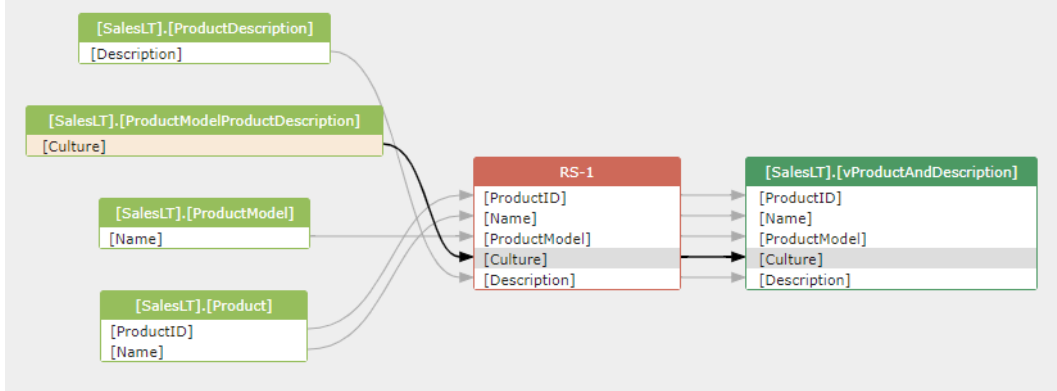 [SalesLT].[ProductDescription]
[Description]
[SalesLT].[ProductModelProductDescription]
[Culture]
[SalesLT].[ProductModel]
[Name]
[SalesLT].[Product]
[ProductID]
[Name]
RS-1
[ProductID]
[Name]
[ProductModel]
[Culture]
[Description]
[SalesLT].[vProductAndDescription]
[ProductID]
[Name]
[ProductModel]
[Culture]
[Description]